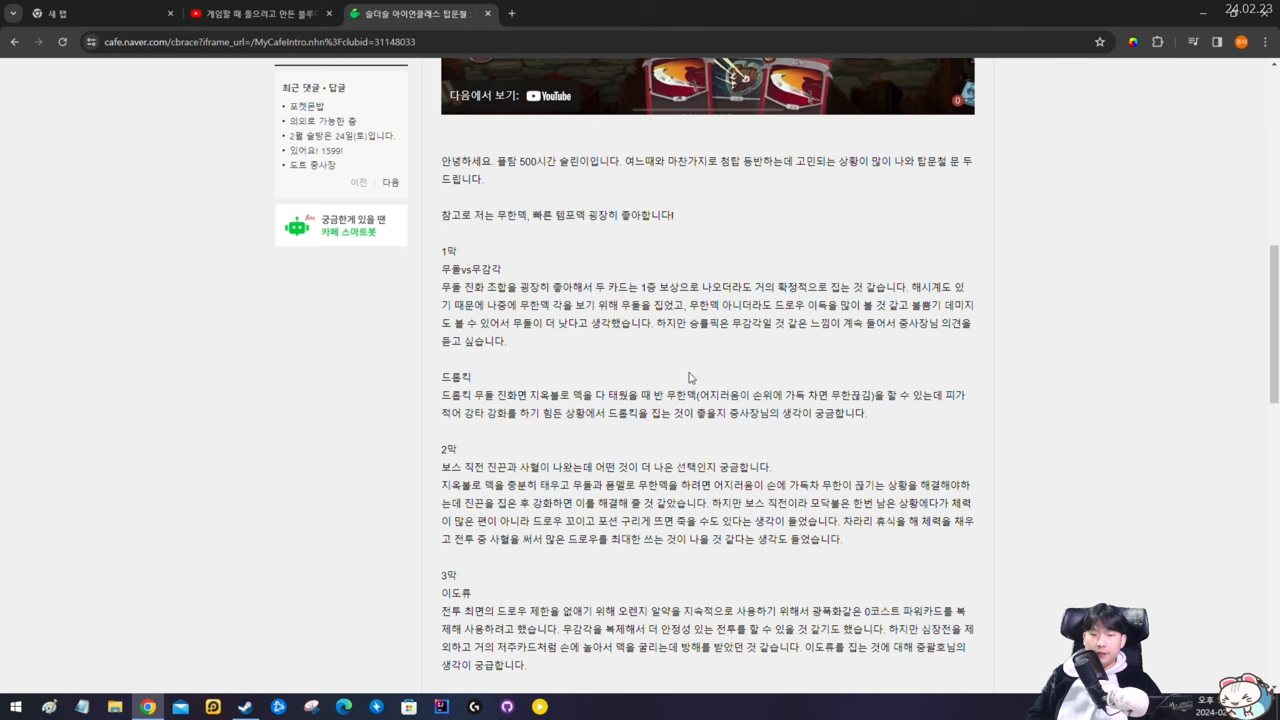 24.02.23
새 탭
게임할 때 들으려고 만든 블루
슬더슬 아이언클래스 탑문철 :
cafe.naver.com/cbrace?iframe_url=/MyCafeIntro.nhn%3Fclubid=31148033
최근 댓글 • 답글
포켓몬밥
의외로 가능한 줌
2월 술방은 24일(토)입니다.
있어요! 1599!
도트 중사장
이전
다음
궁금한게 있을 땐
카페 스마트봇
다음에서 보기: YouTube
안녕하세요. 플탐 500시간 슬린이입니다. 여느때와 마찬가지로 첨탑 등반하는데 고민되는 상황이 많이 나와 탑문철 문 두
드립니다.
참고로 저는 무한덱, 빠른 템포덱 굉장히 좋아합니다!
1막
무돌vs무감각
무돌 진화 조합을 굉장히 좋아해서 두 카드는 1층 보상으로 나오더라도 거의 확정적으로 집는 것 같습니다. 해시계도 있
기 때문에 나중에 무한덱 각을 보기 위해 무돌을 집었고, 무한덱 아니더라도 드로우 이득을 많이 볼 것 같고 불뿜기 데미지
도 볼 수 있어서 무돌이 더 낫다고 생각했습니다. 하지만 승률픽은 무감각일 것 같은 느낌이 계속 들어서 중사장님 의견을
듣고 싶습니다.
드롭킥
드롭킥 무돌 진화면 지옥불로 덱을 다 태웠을 때 반 무한덱(어지러움이 손위에 가득 차면 무한끊김)을 할 수 있는데 피가
적어 강타 강화를 하기 힘든 상황에서 드롭킥을 집는 것이 좋을지 중사장님의 생각이 궁금합니다.
2막
보스 직전 진끈과 사혈이 나왔는데 어떤 것이 더 나은 선택인지 궁금합니다.
지옥불로 덱을 충분히 태우고 무돌과 폼멜로 무한덱을 하려면 어지러움이 손에 가득차 무한이 끊기는 상황을 해결해야하
는데 진끈을 집은 후 강화하면 이를 해결해 줄 것 같았습니다. 하지만 보스 직전이라 모닥불은 한번 남은 상황에다가 체력
이 많은 편이 아니라 드로우 꼬이고 포션 구리게 뜨면 죽을 수도 있다는 생각이 들었습니다. 차라리 휴식을 해 체력을 채우
고 전투 중 사혈을 써서 많은 드로우를 최대한 쓰는 것이 나을 것 같다는 생각도 들었습니다.
3막
이도류
전투 최면의 드로우 제한을 없애기 위해 오렌지 알약을 지속적으로 사용하기 위해서 광폭화같은 0코스트 파워카드를 복
제해 사용하려고 했습니다. 무감각을 복제해서 더 안정성 있는 전투를 할 수 있을 것 같기도 했습니다. 하지만 심장전을 제
외하고 거의 저주카드처럼 손에 놀아서 덱을 굴리는데 방해를 받았던 것 같습니다. 이도류를 집는 것에 대해 중괄호님의
생각이 궁급합니다.
오후